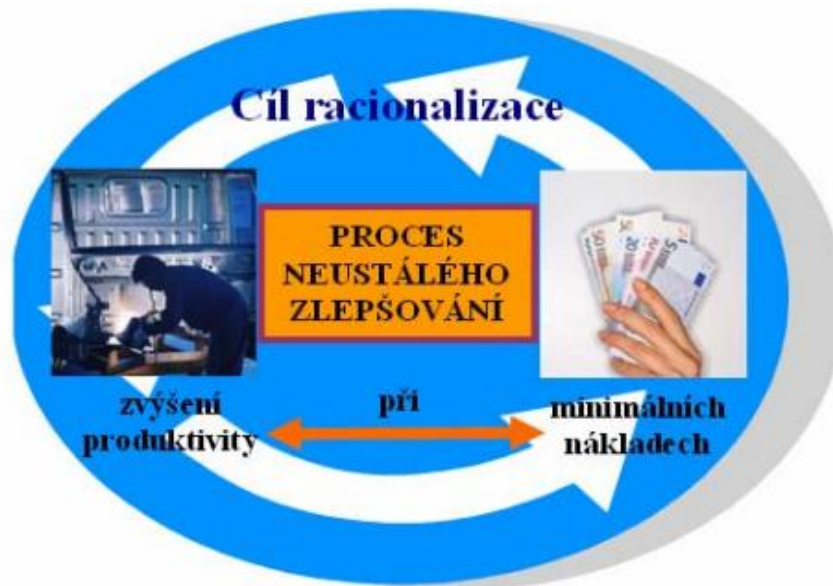 Cíl racionalizace
PROCES
NEUSTÁLÉHO
ZLEPŠOVÁNÍ
zvýšení
produktivity
při
minimálních
nákladech